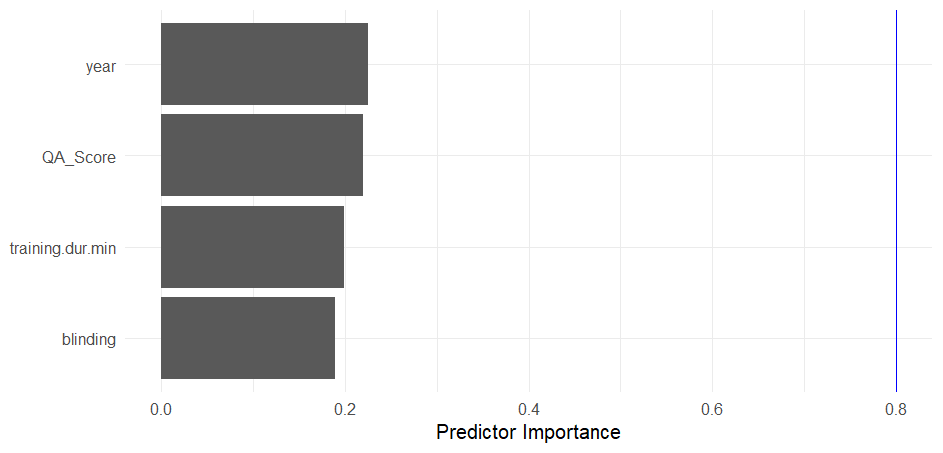 year
QA_Score
training.dur.min
blinding
0.0 0.2 0.4 0.6 0.8
Predictor Importance